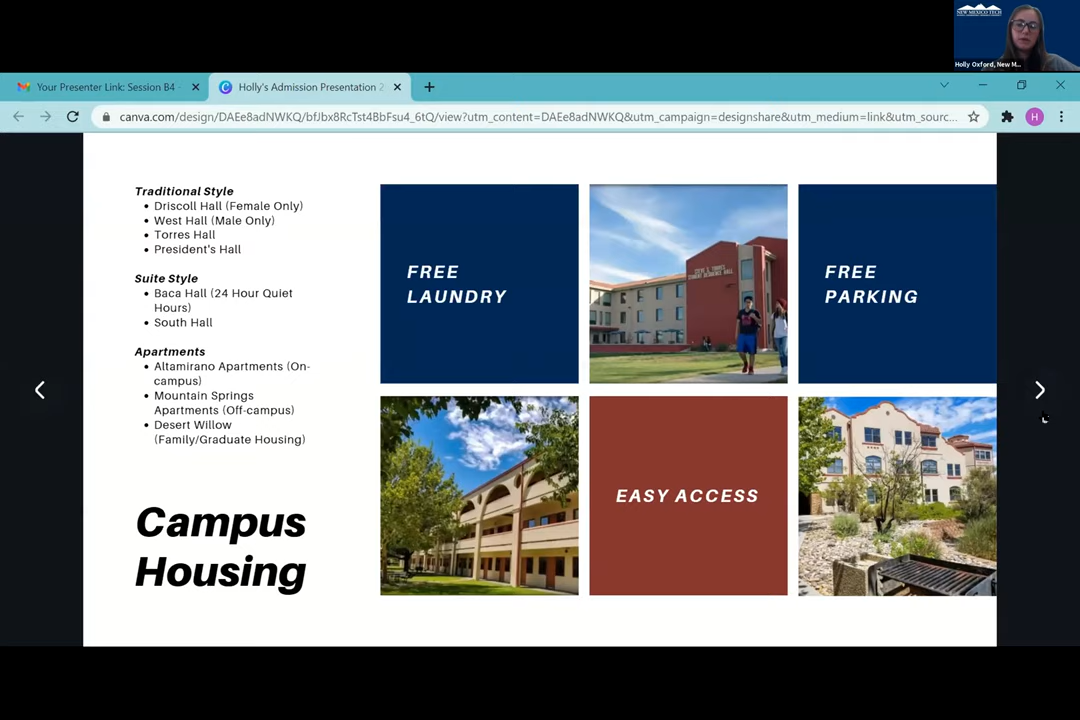 NEW MEXICO TECH
Holly Oxford, New M...
Your Presenter Link: Session B4
Holly's Admission Presentation 2
canva.com/design/DAEe8adNWKQ/bfJbx8RcTst4BbFsu4_6tQ/view?utm_content=DAEe8adNWKQ&utm_campaign=designshare&utm_medium=link&utm_sourc...
H
Traditional Style
• Driscoll Hall (Female Only)
• West Hall (Male Only)
• Torres Hall
• President's Hall
Suite Style
• Baca Hall (24 Hour Quiet
Hours)
• South Hall
Apartments
• Altamirano Apartments (On-
campus)
• Mountain Springs
Apartments (Off-campus)
• Desert Willow
(Family/Graduate Housing)
Campus
Housing
FREE
LAUNDRY
FREE
PARKING
EASY ACCESS